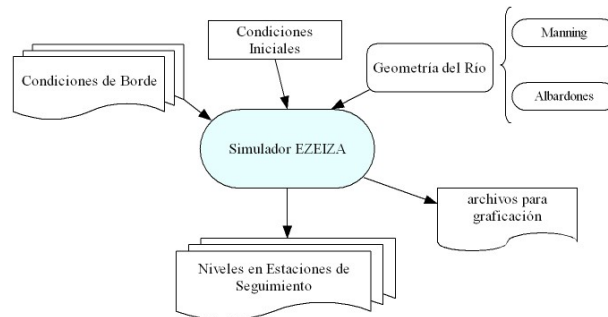 Condiciones
Iniciales
Manning
Condiciones de Borde
Geometría del Río
Albardones
Simulador EZEIZA
archivos para
graficación
Niveles en Estaciones de
Seguimiento